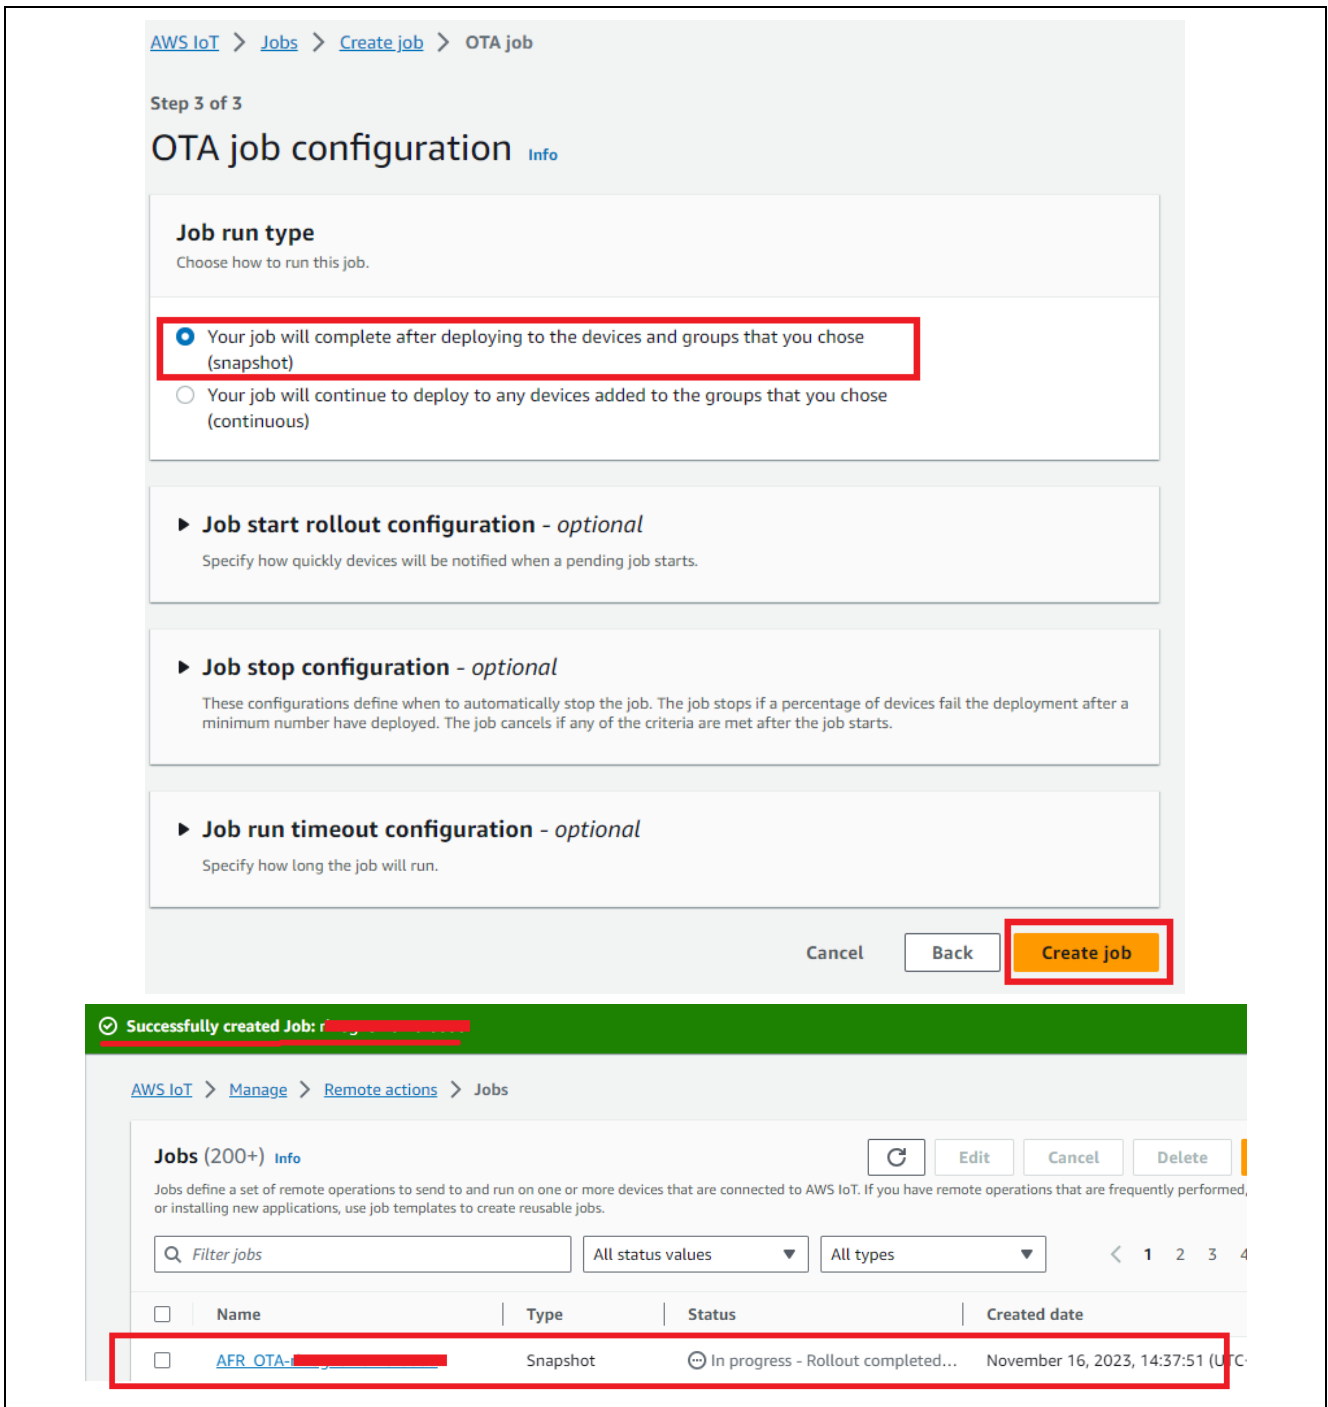 AWS IoT > Jobs > Create job > OTA job
Step 3 of 3
OTA job configuration Info
Job run type
Choose how to run this job.
Your job will complete after deploying to the devices and groups that you chose
(snapshot)
Your job will continue to deploy to any devices added to the groups that you chose
(continuous)
Job start rollout configuration - optional
Specify how quickly devices will be notified when a pending job starts.
Job stop configuration - optional
These configurations define when to automatically stop the job. The job stops if a percentage of devices fail the deployment after a
minimum number have deployed. The job cancels if any of the criteria are met after the job starts.
Job run timeout configuration - optional
Specify how long the job will run.
Cancel Back Create job
Successfully created Job:
AWS IoT > Manage > Remote actions > Jobs
Jobs (200+) Info Edit Cancel Delete
Jobs define a set of remote operations to send to and run on one or more devices that are connected to AWS IoT. If you have remote operations that are frequently performed,
or installing new applications, use job templates to create reusable jobs.
Filter jobs All status values All types < 1 2 3 4
Name Type Status Created date
AFR_OTA- Snapshot In progress - Rollout completed... November 16, 2023, 14:37:51 (UTC-